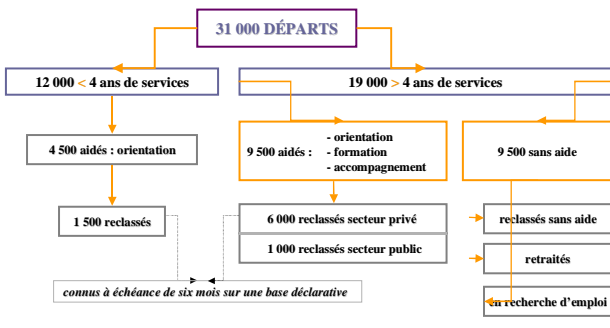 31 000 DÉPARTS
12 000 < 4 ans de services
19 000 > 4 ans de services
4 500 aidés : orientation
9 500 aidés :
- orientation
- formation
- accompagnement
9 500 sans aide
1 500 reclassés
6 000 reclassés secteur privé
1 000 reclassés secteur public
reclassés sans aide
retraités
en recherche d'emploi
connus à échéance de six mois sur une base déclarative